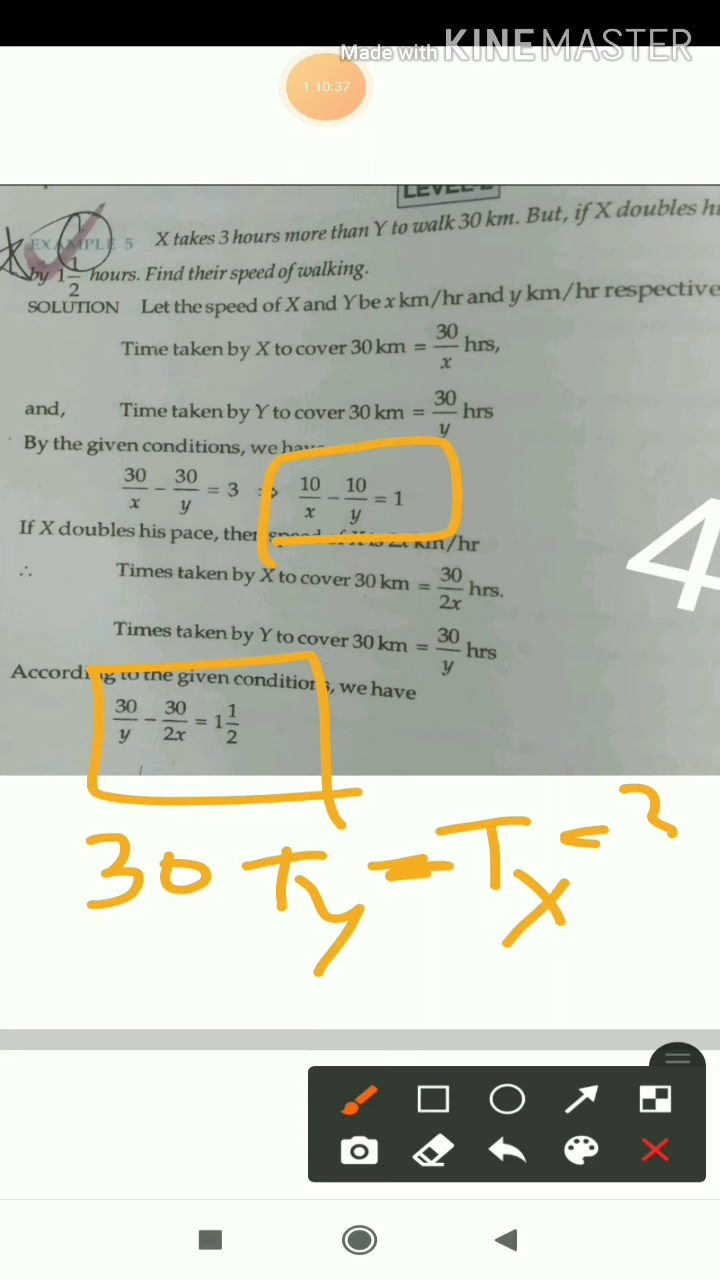 Made with KINEMASTER
1:10:37
LEVEL-2
EXAMPLE 5 X takes 3 hours more than Y to walk 30 km. But, if X doubles
by 1 1/2 hours. Find their speed of walking.
SOLUTION Let the speed of X and Y be x km/hr and y km/hr
Time taken by X to cover 30 km = 30/x hrs,
and, Time taken by Y to cover 30 km = 30/y hrs
By the given conditions, we have
30/x - 30/y = 3 ⇒ 10/x - 10/y = 1
If X doubles his pace, then speed of X is 2x km/hr
∴ Times taken by X to cover 30 km = 30/2x hrs.
4
Times taken by Y to cover 30 km = 30/y hrs
According to the given conditions, we have
30/y - 30/2x = 1 1/2
30 Ty - Tx =